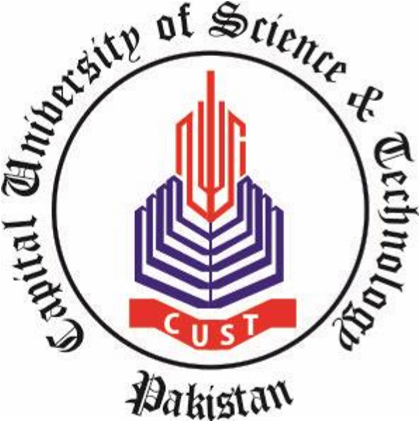 Capital University of Science & Technology
CUST
Pakistan